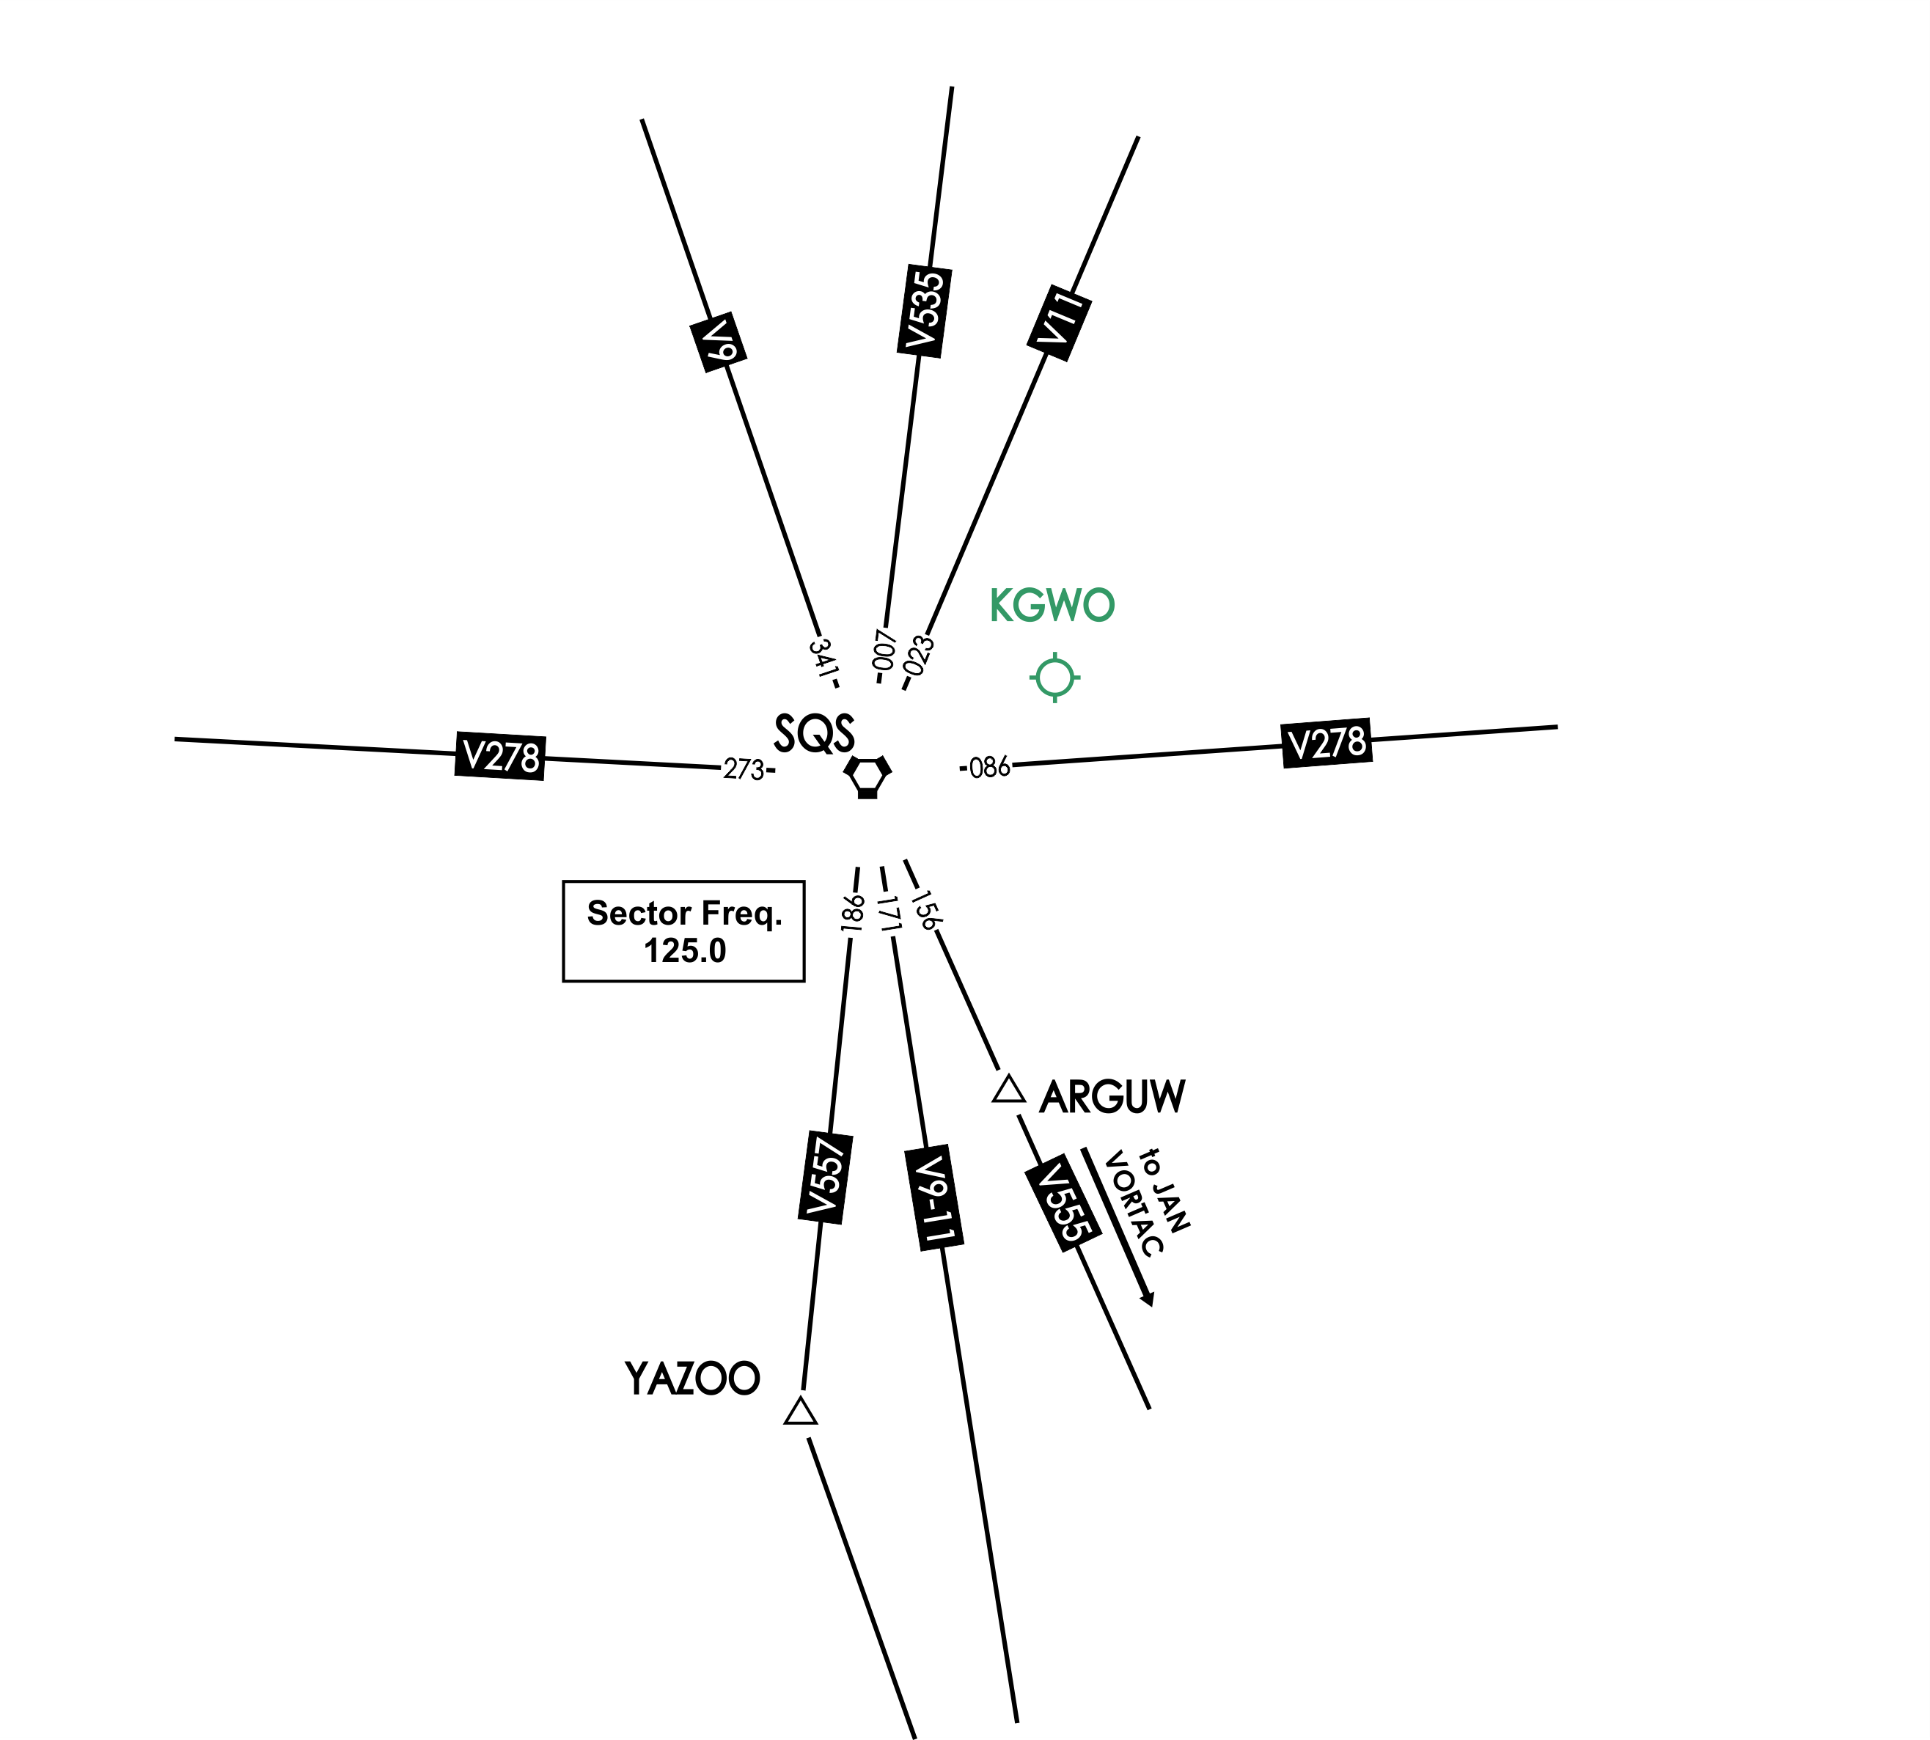 V9
V535
V11
KGWO
341
007
023
SQS
V278
273
086
V278
186
171
156
Sector Freq.
125.0
ARGUW
V557
V9-11
V555
to JAN
VORTAC
YAZOO